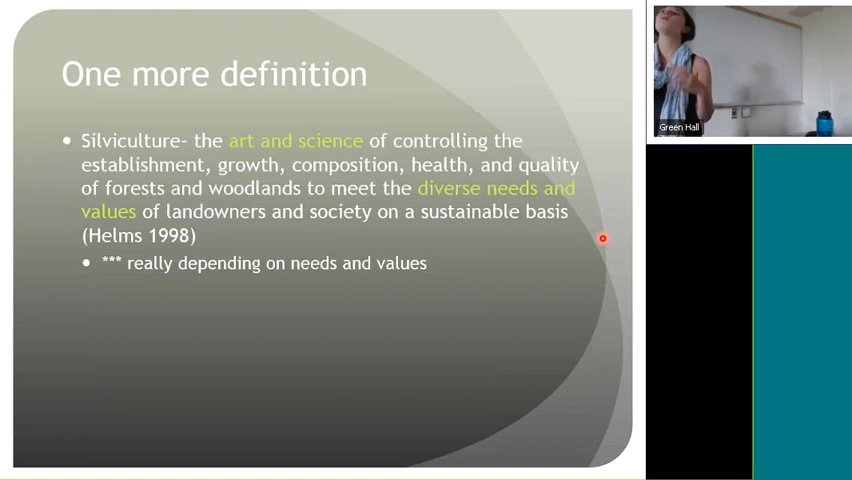 One more definition
Silviculture- the art and science of controlling the
establishment, growth, composition, health, and quality
of forests and woodlands to meet the diverse needs and
values of landowners and society on a sustainable basis
(Helms 1998)
*** really depending on needs and values
Green Hall